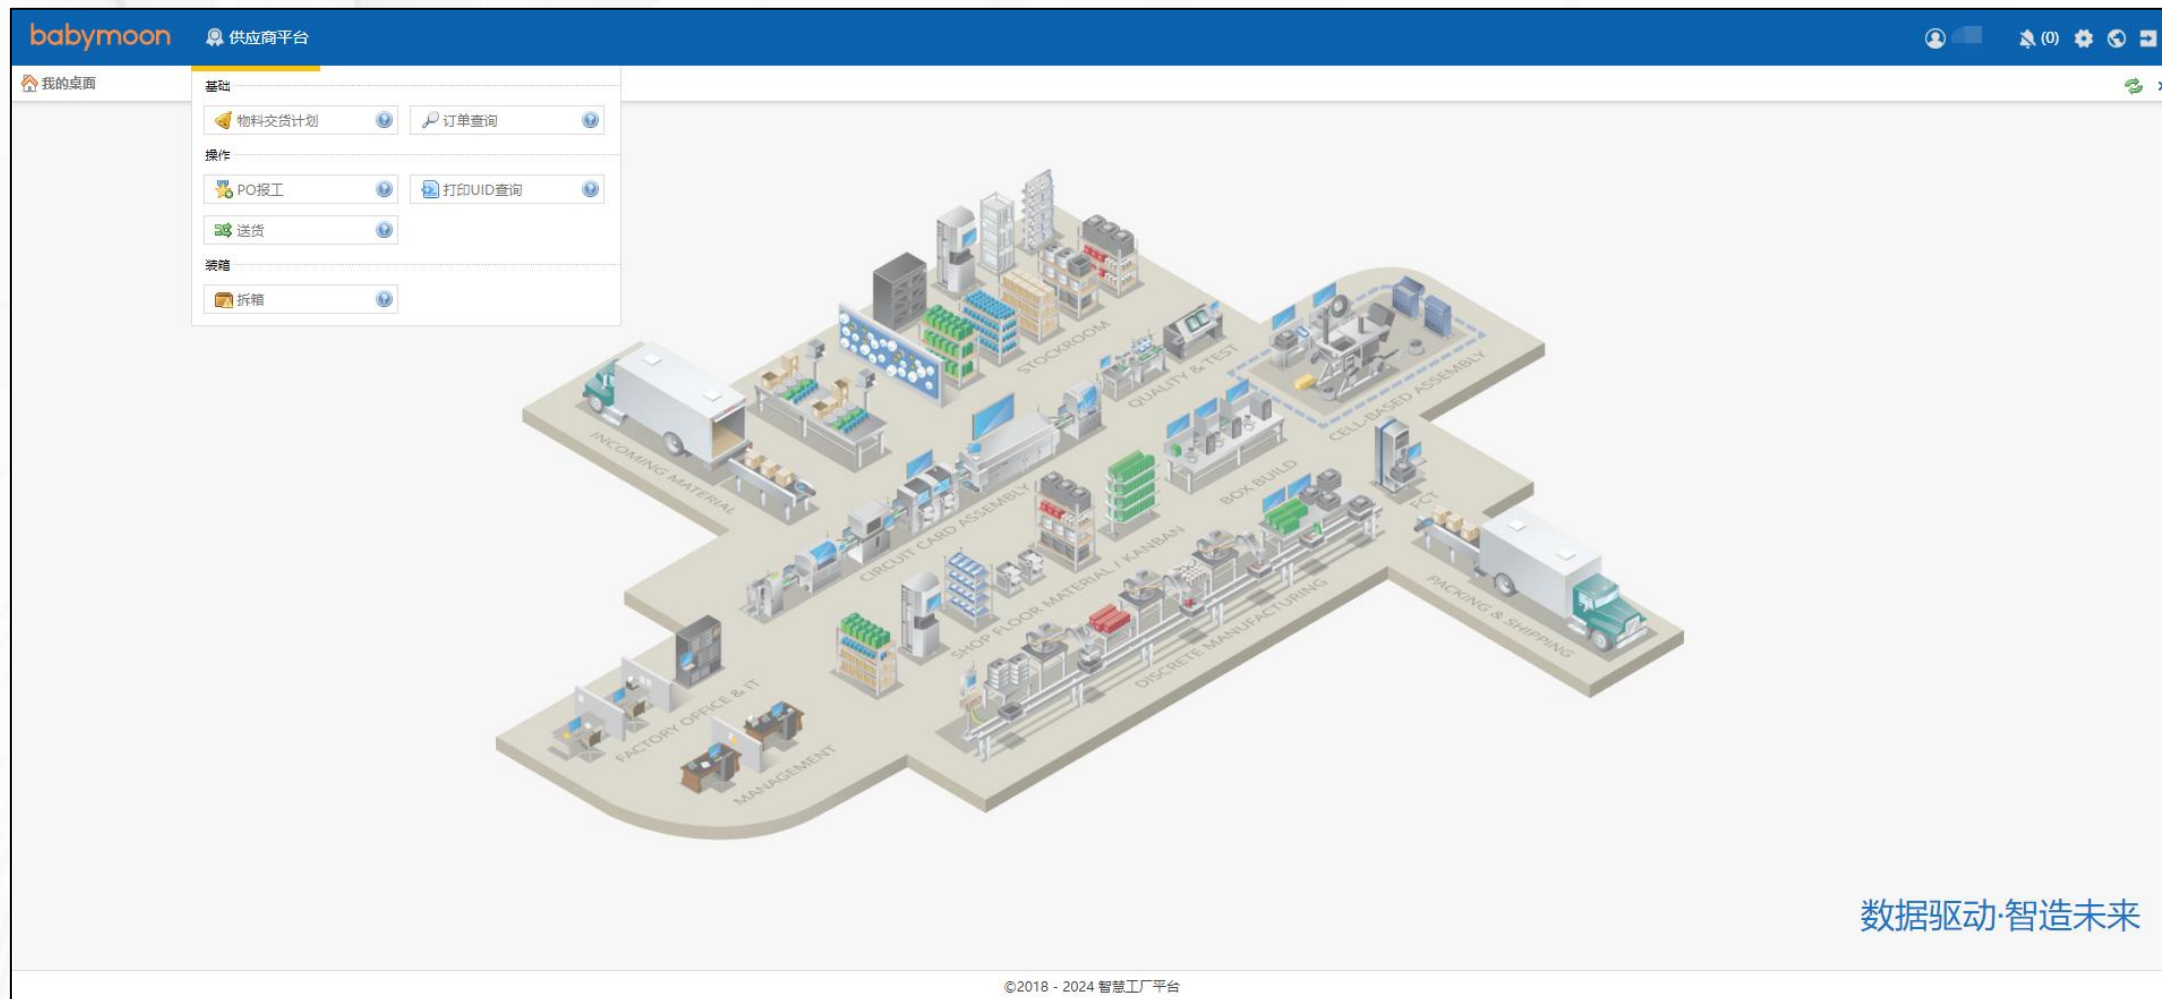 babymoon 供应商平台 (0)
我的桌面
基础
物料交货计划 订单查询
操作
PO报工 打印UID查询
送货
装箱
拆箱
STOCKROOM
QUALITY & TEST
CELL-BASED ASSEMBLY
INCOMING MATERIAL
CIRCUIT CARD ASSEMBLY
BOX BUILD
FCT
SHOP FLOOR MATERIAL / KANBAN
DISCRETE MANUFACTURING
PACKING & SHIPPING
FACTORY OFFICE & IT
MANAGEMENT
数据驱动·智造未来
©2018 - 2024 智慧工厂平台